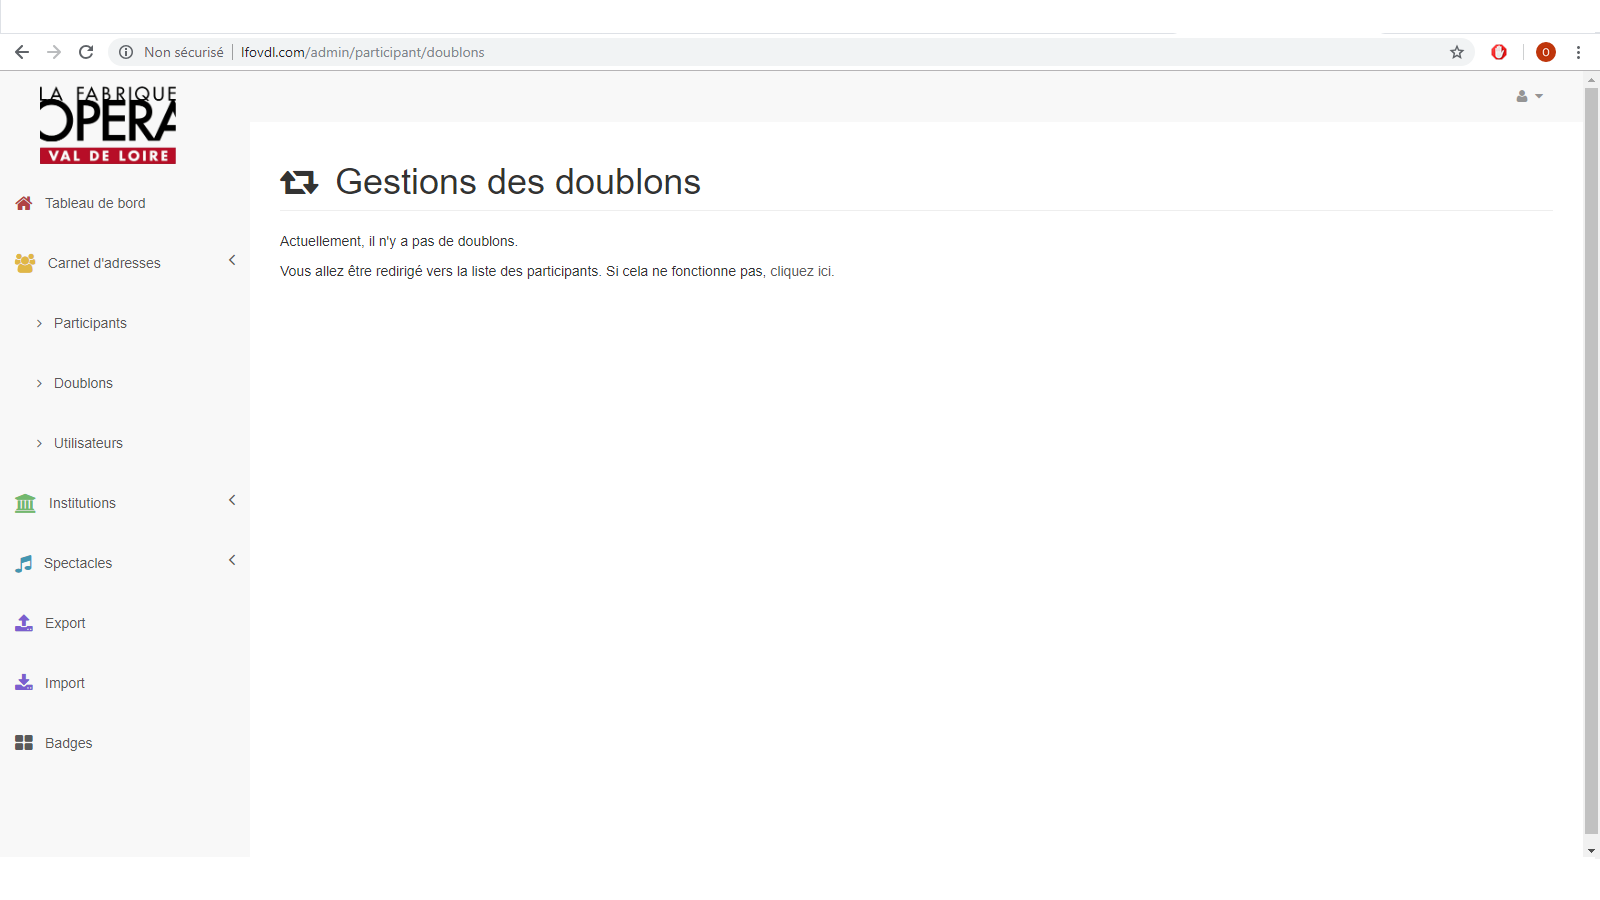 Non sécurisé
lfovdl.com/admin/participant/doublons
O
LA FABRIQUE
OPERA
VAL DE LOIRE
Tableau de bord
Carnet d'adresses
Participants
Doublons
Utilisateurs
Institutions
Spectacles
Export
Import
Badges
Gestions des doublons
Actuellement, il n'y a pas de doublons.
Vous allez être redirigé vers la liste des participants. Si cela ne fonctionne pas, cliquez ici.